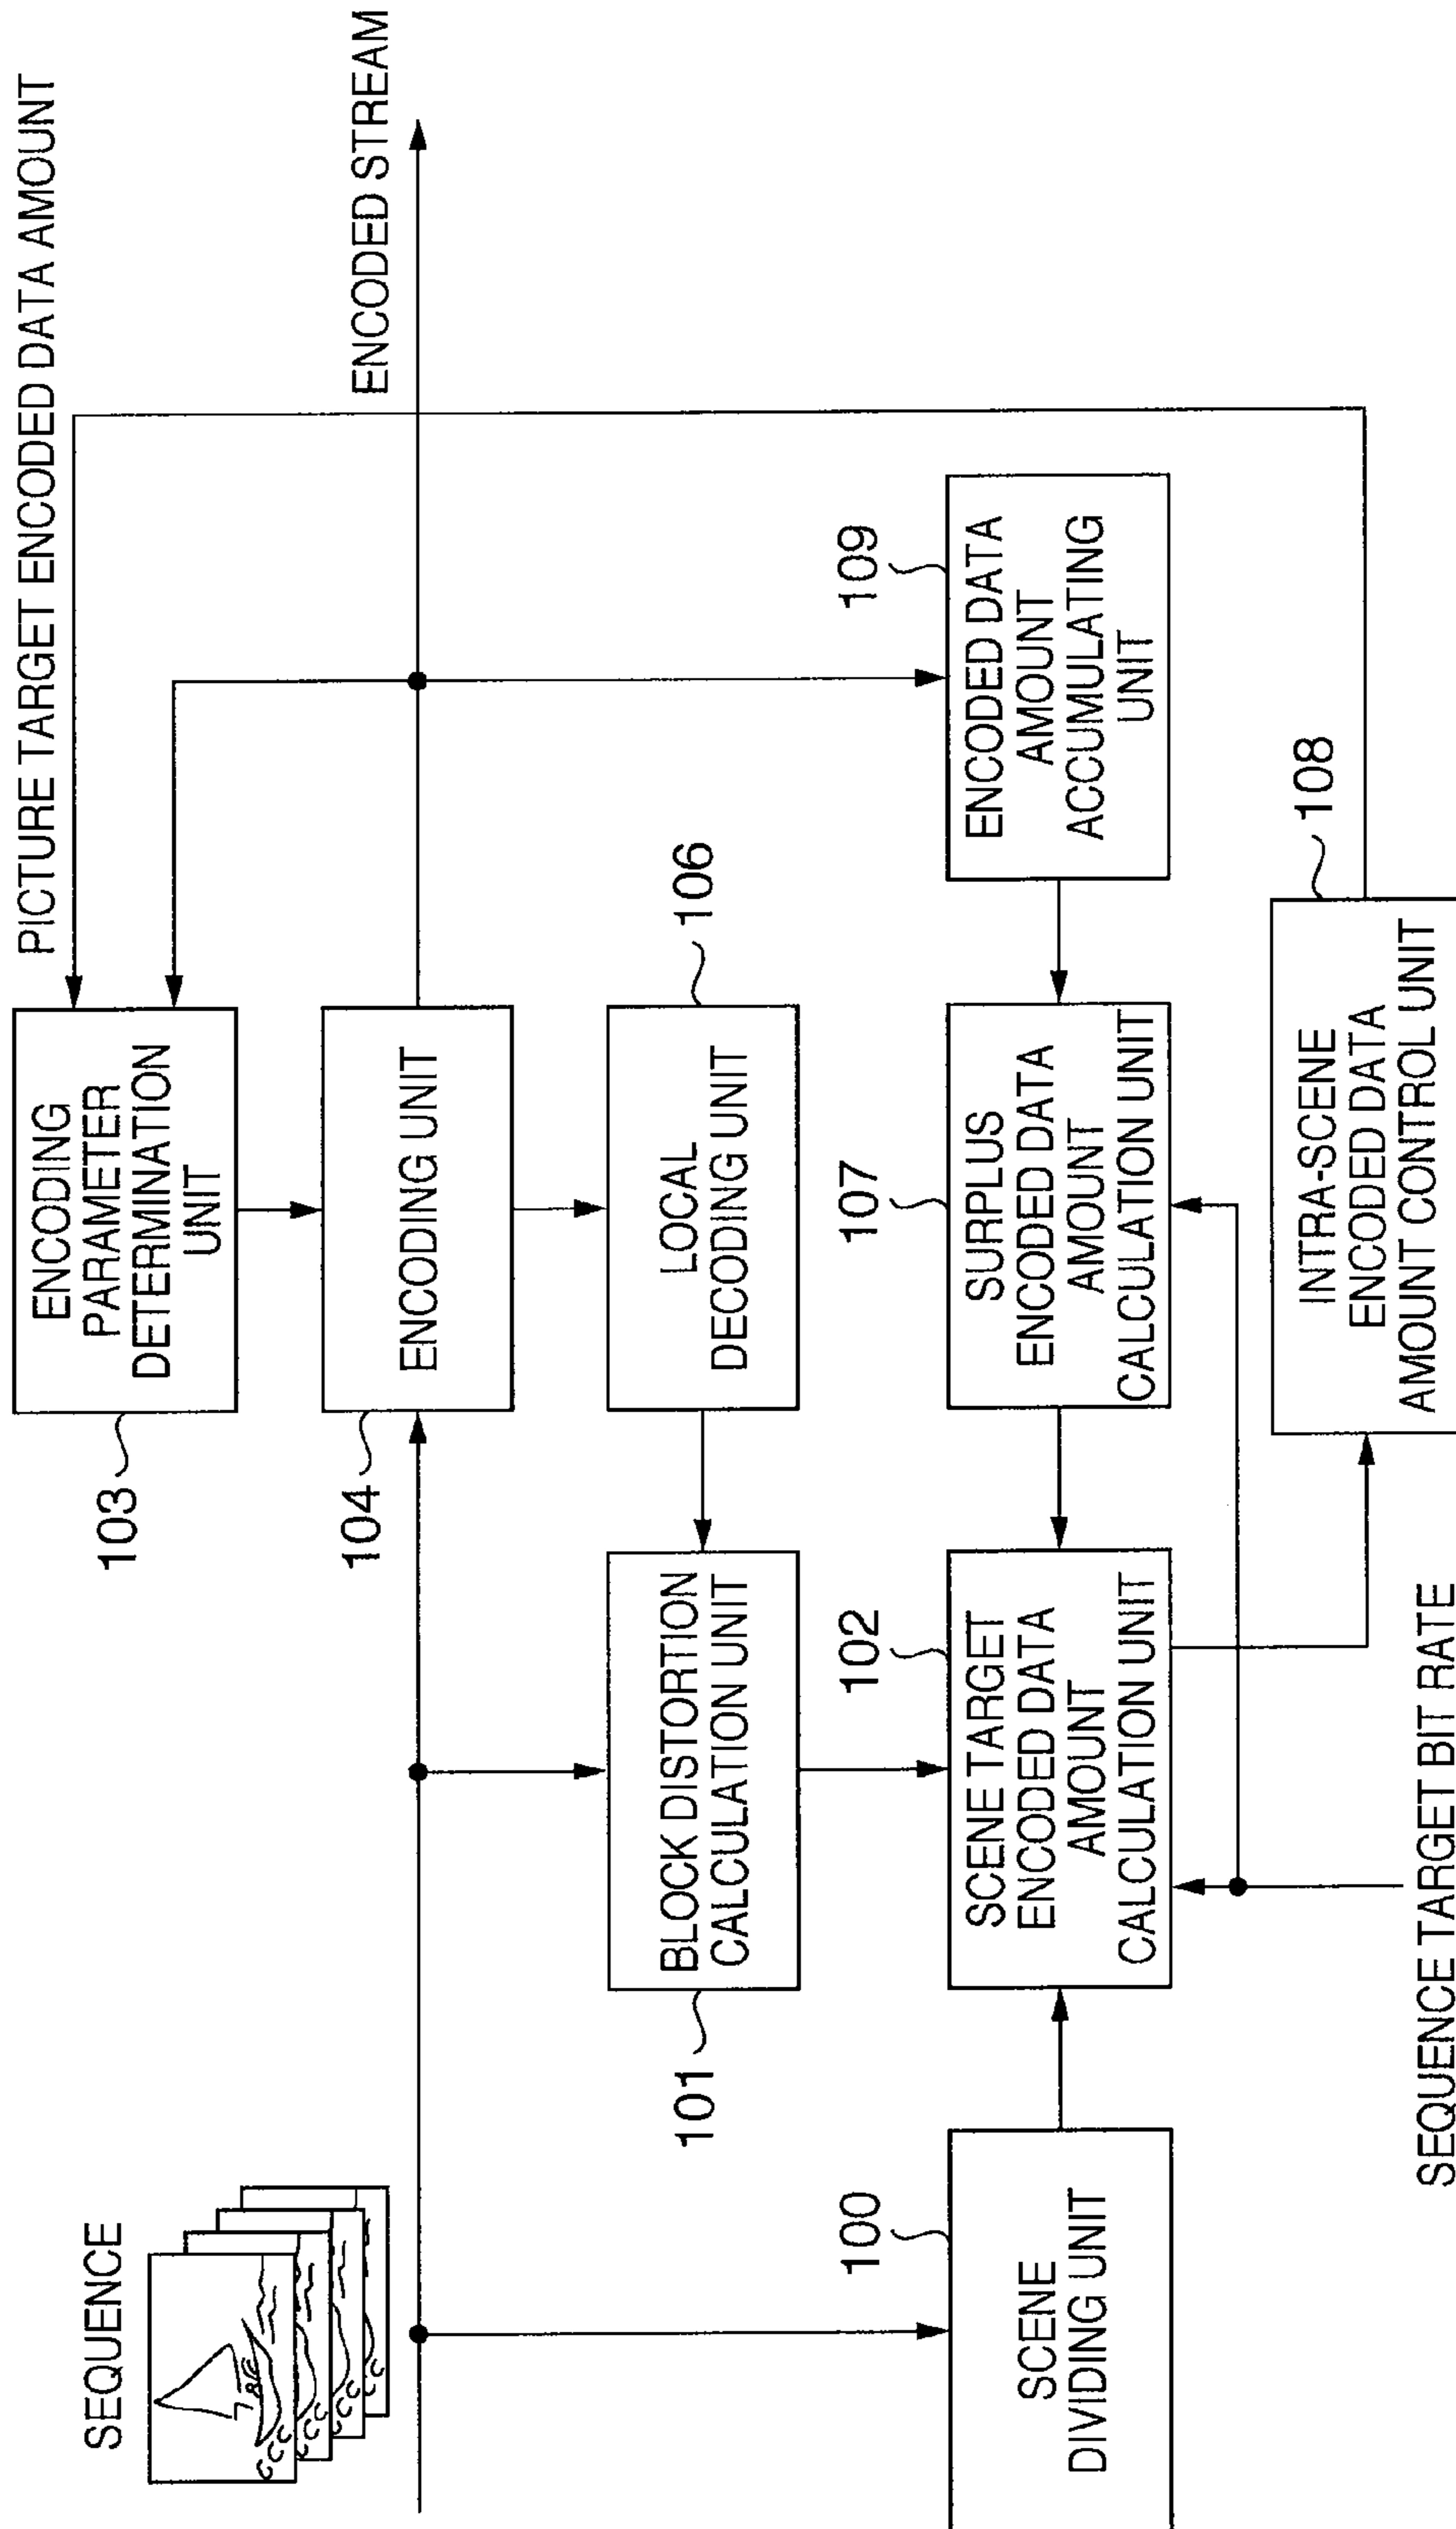 SEQUENCE
PICTURE TARGET ENCODED DATA AMOUNT
103
ENCODING
PARAMETER
DETERMINATION
UNIT
104
ENCODING UNIT
ENCODED STREAM
101
BLOCK DISTORTION
CALCULATION UNIT
LOCAL
DECODING UNIT
106
100
SCENE
DIVIDING UNIT
102
SCENE TARGET
ENCODED DATA
AMOUNT
CALCULATION UNIT
107
SURPLUS
ENCODED DATA
AMOUNT
CALCULATION UNIT
109
ENCODED DATA
AMOUNT
ACCUMULATING
UNIT
108
INTRA-SCENE
ENCODED DATA
AMOUNT CONTROL UNIT
SEQUENCE TARGET BIT RATE